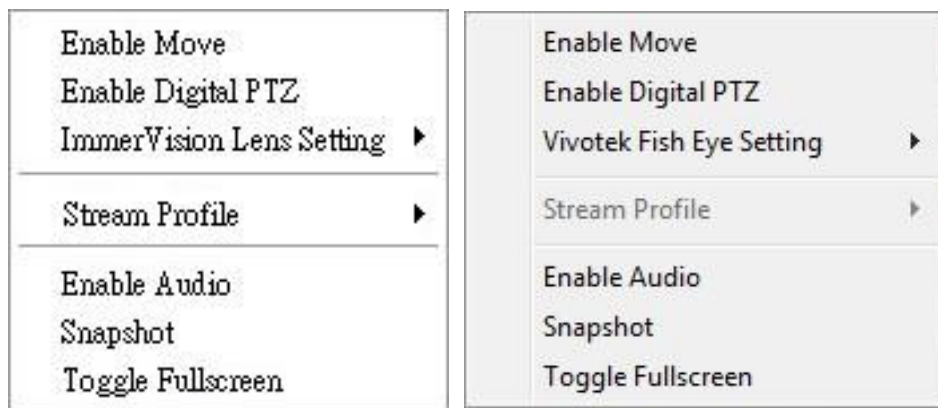 Enable Move
Enable Digital PTZ
ImmerVision Lens Setting
Stream Profile
Enable Audio
Snapshot
Toggle Fullscreen
Enable Move
Enable Digital PTZ
Vivotek Fish Eye Setting
Stream Profile
Enable Audio
Snapshot
Toggle Fullscreen